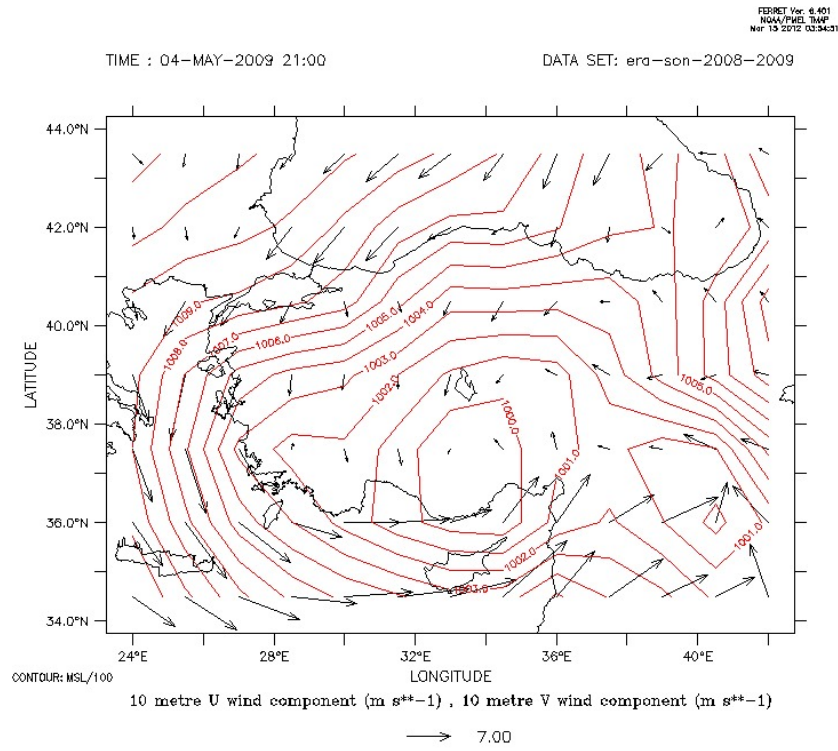 FERRET Ver. 6.401
NOAA/PMEL TMAP
Mar 15 2012 03:54:31
TIME : 04-MAY-2009 21:00
DATA SET: era-son-2008-2009
44.0°N
42.0°N
40.0°N
38.0°N
36.0°N
34.0°N
LATITUDE
1009.0
1008.0
1007.0
1006.0
1005.0
1004.0
1003.0
1002.0
1000.0
1001.0
1005.0
1001.0
1002.0
1003.0
24°E
28°E
32°E
36°E
40°E
LONGITUDE
CONTOUR: MSL/100
10 metre U wind component (m s**-1) , 10 metre V wind component (m s**-1)
7.00